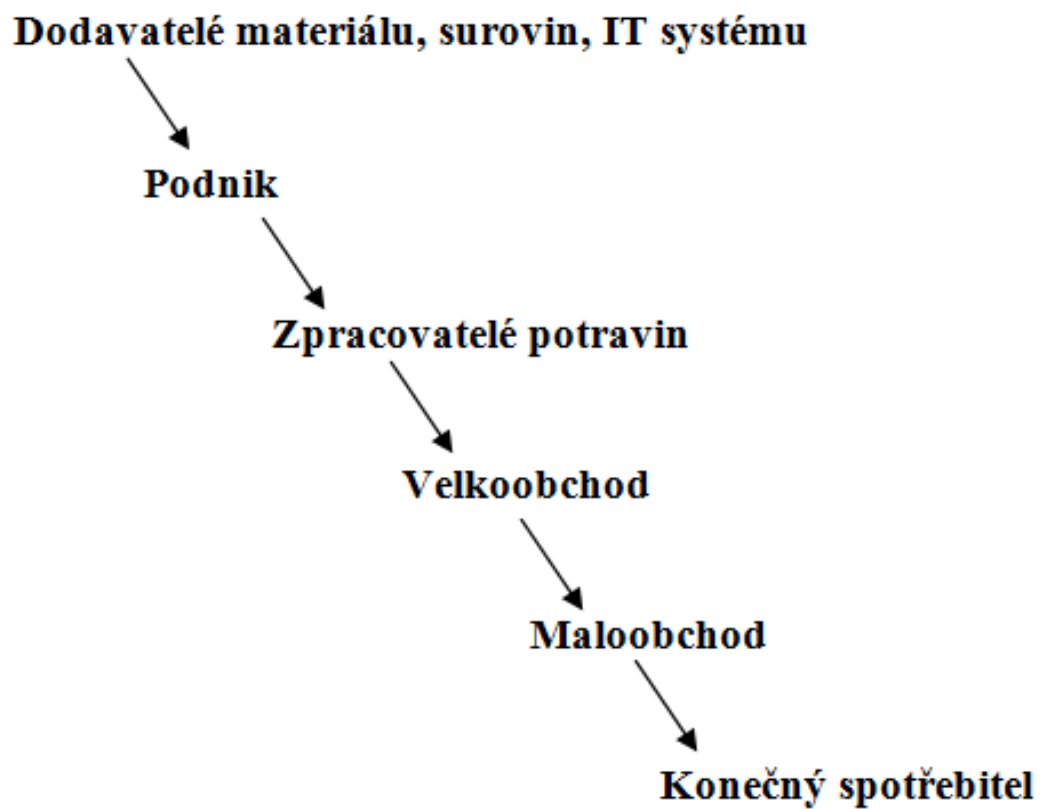 Dodavatelé materiálu, surovin, IT systému
Podnik
Zpracovatelé potravin
Velkoobchod
Maloobchod
Konečný spotřebitel